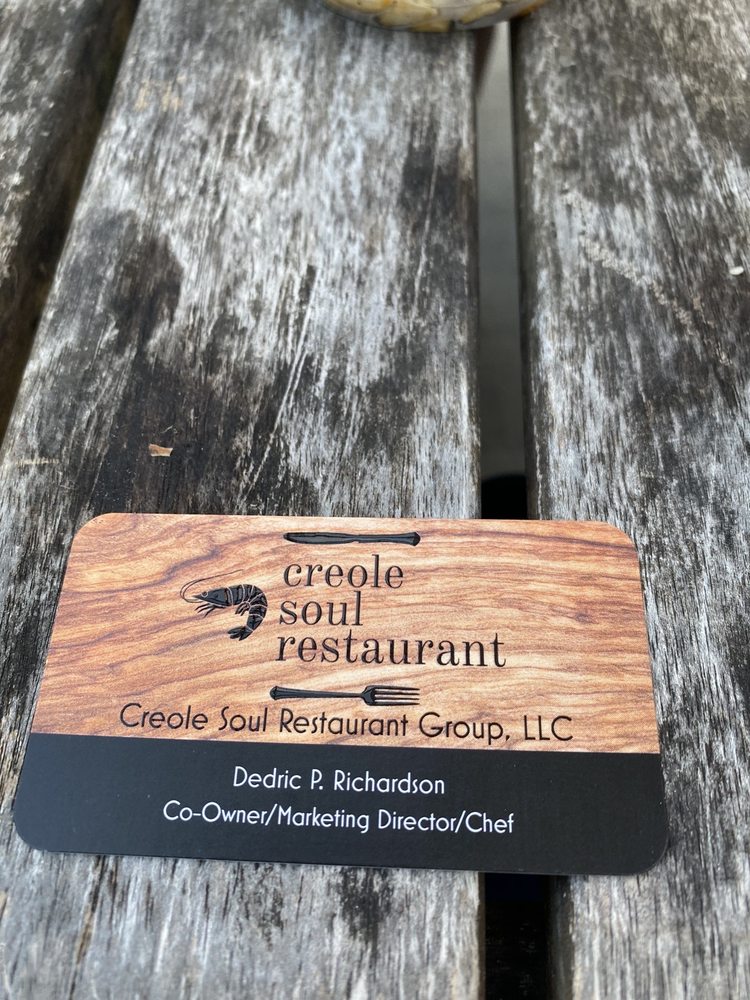 creole
soul
restaurant
Creole Soul Restaurant Group, LLC
Dedric P. Richardson
Co-Owner/Marketing Director/Chef